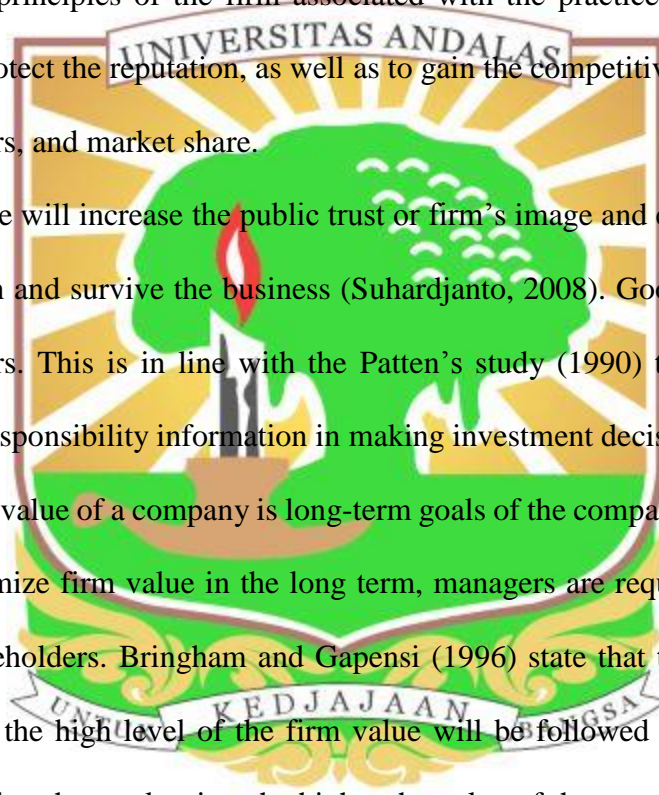 principles of the firm associated with the practice
UNIVERSITAS ANDALAS
otect the reputation, as well as to gain the competitiv
rs, and market share.
e will increase the public trust or firm's image and
n and survive the business (Suhardjanto, 2008). Goo
rs. This is in line with the Patten's study (1990) t
esponsibility information in making investment decis
value of a company is long-term goals of the compa
mize firm value in the long term, managers are requ
eholders. Bringham and Gapensi (1996) state that t
UNTUK KEDJAJAAN BANGSA
the high level of the firm value will be followed